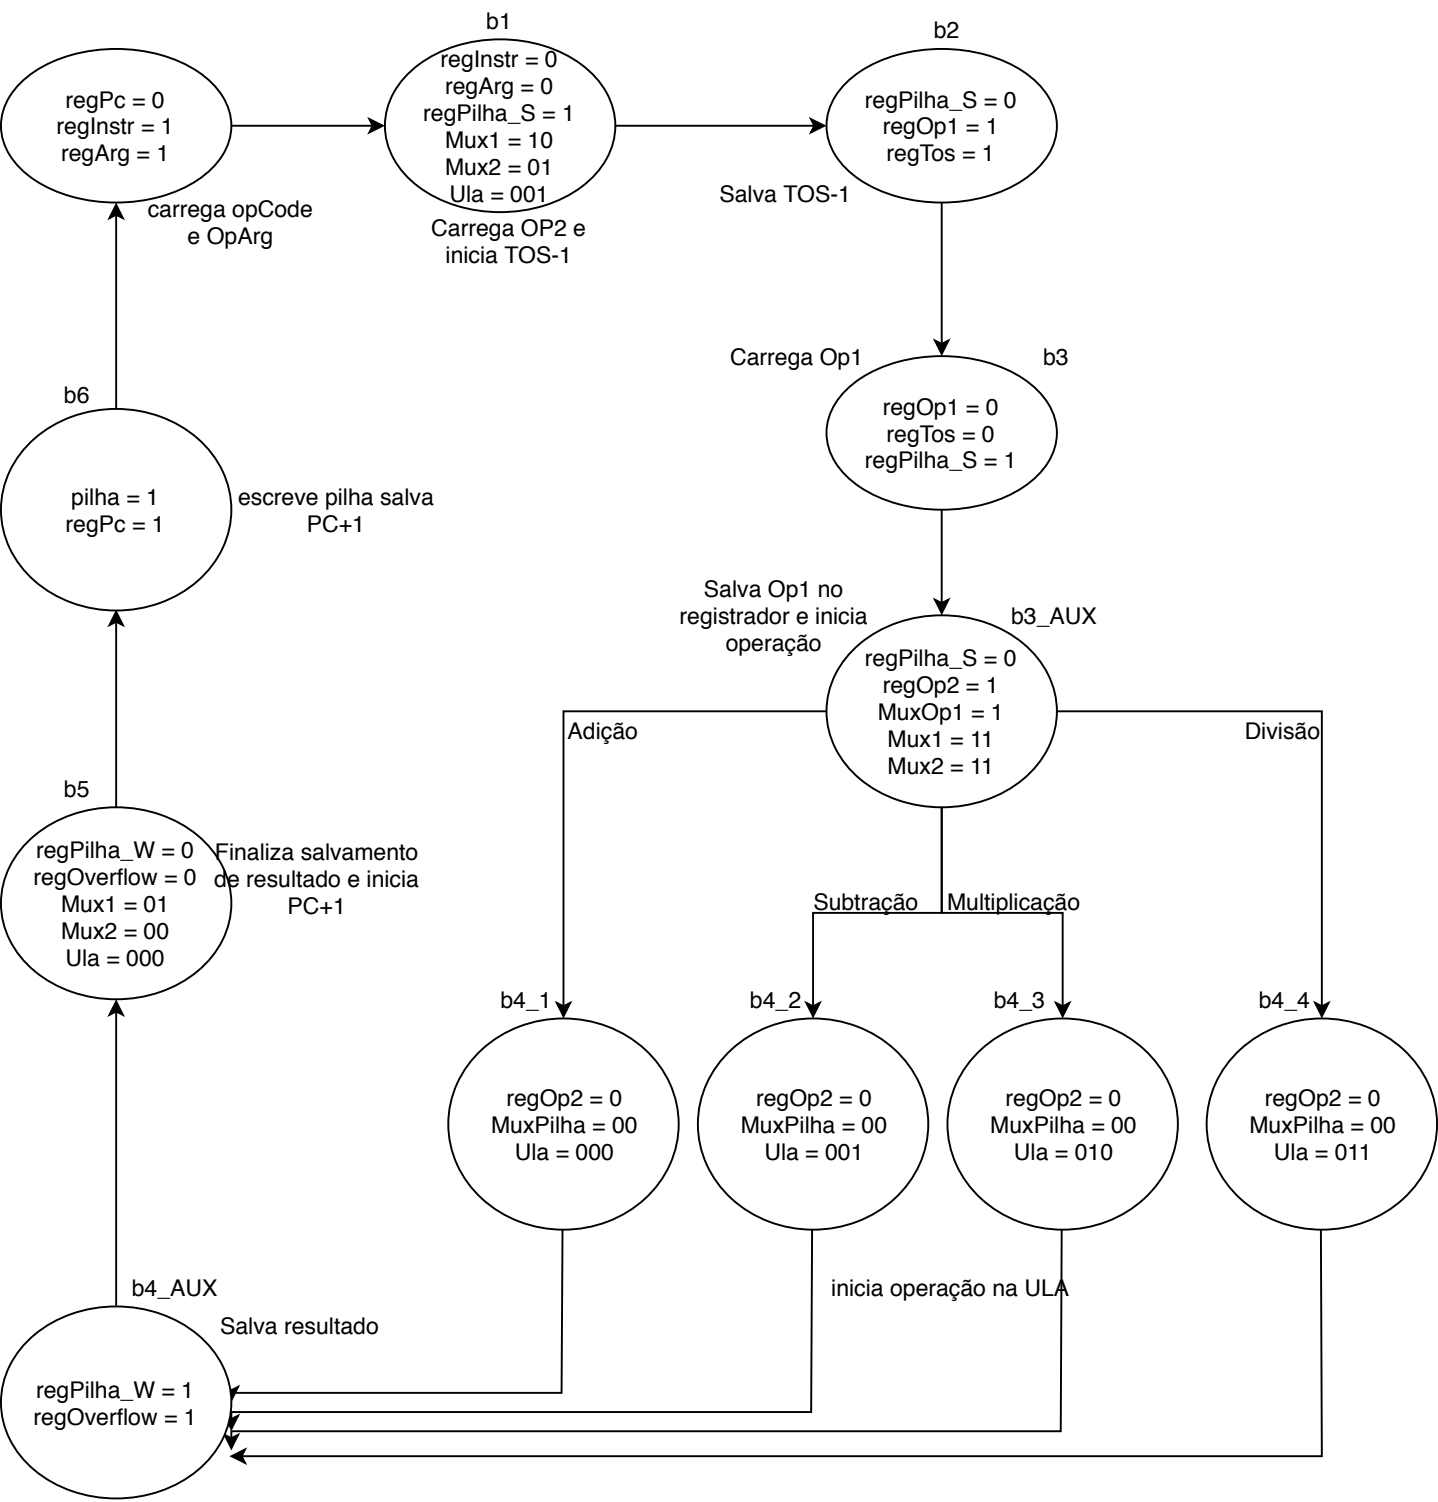 b1
b2
regPc = 0
regInstr = 1
regArg = 1
carrega opCode
e OpArg
regInstr = 0
regArg = 0
regPilha_S = 1
Mux1 = 10
Mux2 = 01
Ula = 001
Carrega OP2 e
inicia TOS-1
regPilha_S = 0
regOp1 = 1
regTos = 1
Salva TOS-1
Carrega Op1
b3
regOp1 = 0
regTos = 0
regPilha_S = 1
b6
pilha = 1
regPc = 1
escreve pilha salva
PC+1
Salva Op1 no
registrador e inicia
operação
b3_AUX
regPilha_S = 0
regOp2 = 1
MuxOp1 = 1
Mux1 = 11
Mux2 = 11
Adição
Divisão
Subtração
Multiplicação
b5
regPilha_W = 0
regOverflow = 0
Mux1 = 01
Mux2 = 00
Ula = 000
Finaliza salvamento
de resultado e inicia
PC+1
b4_1
regOp2 = 0
MuxPilha = 00
Ula = 000
b4_2
regOp2 = 0
MuxPilha = 00
Ula = 001
b4_3
regOp2 = 0
MuxPilha = 00
Ula = 010
b4_4
regOp2 = 0
MuxPilha = 00
Ula = 011
inicia operação na ULA
b4_AUX
Salva resultado
regPilha_W = 1
regOverflow = 1